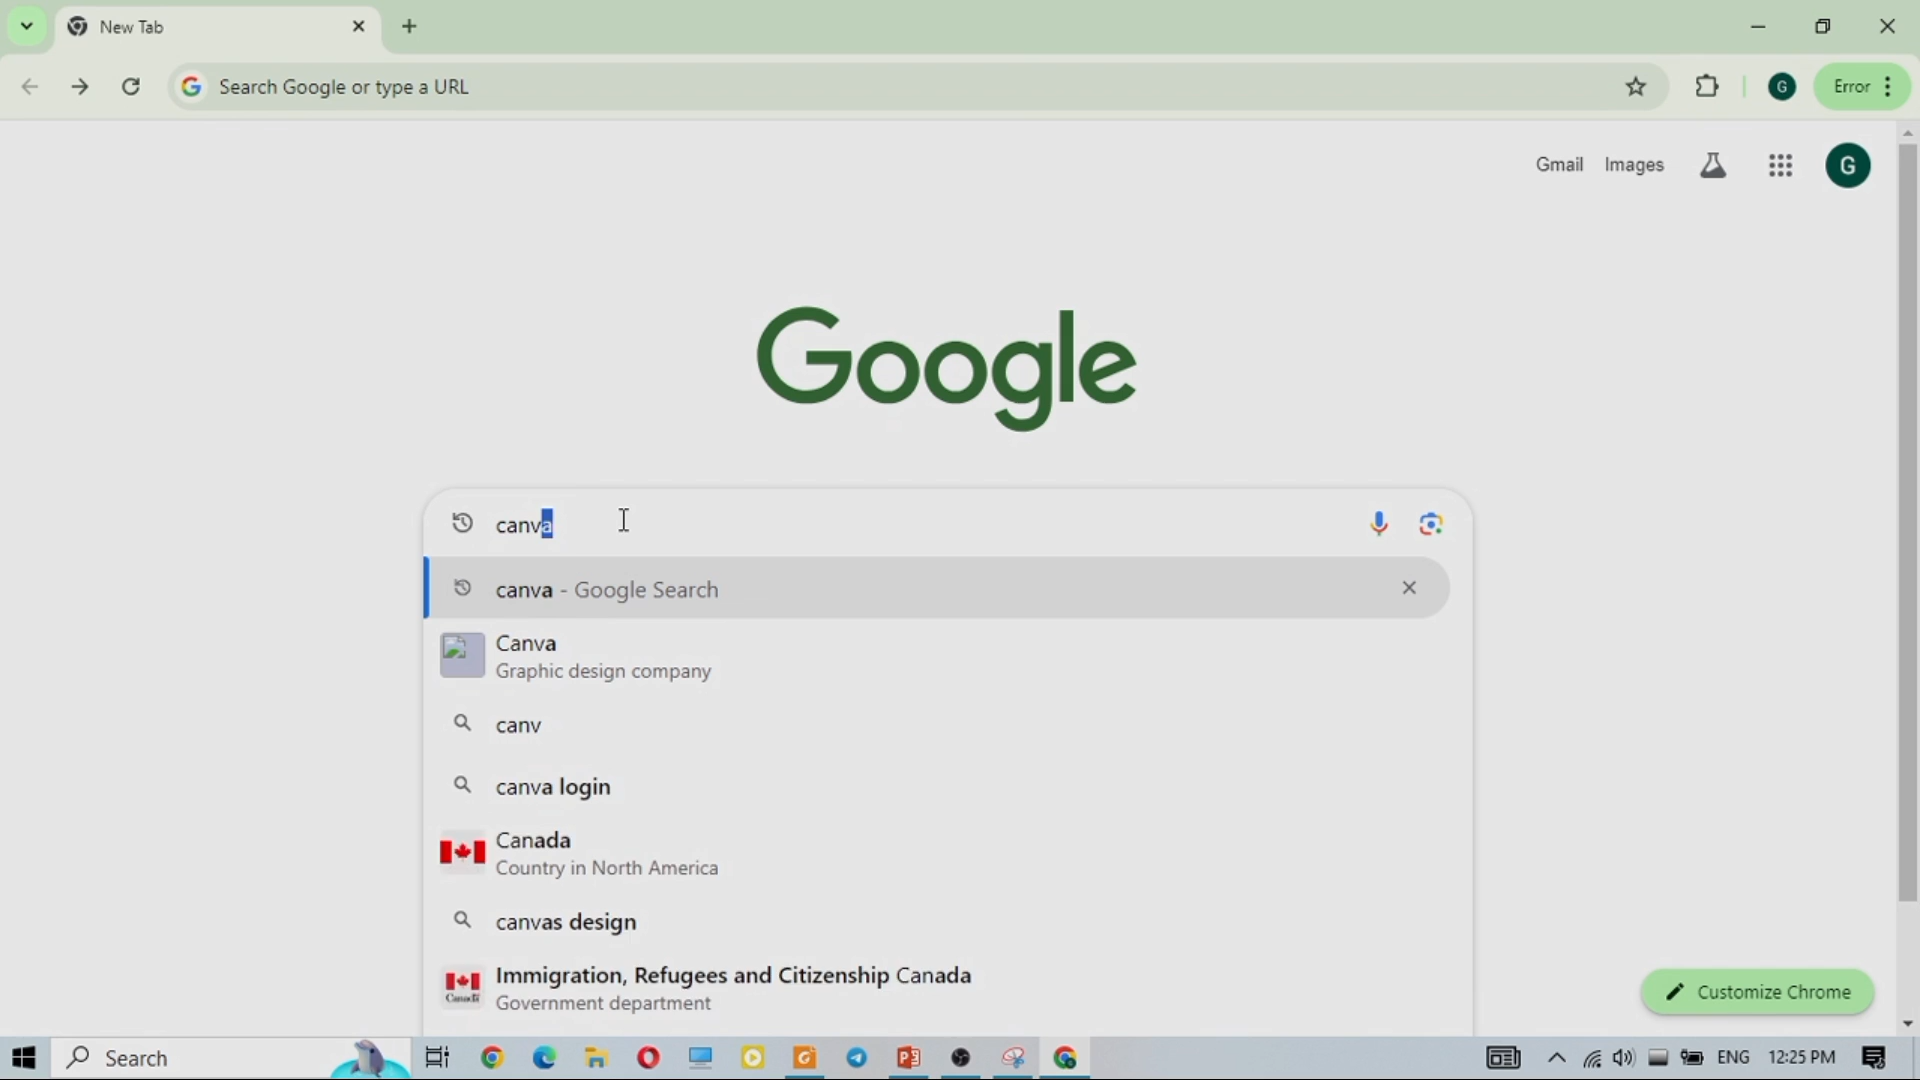 New Tab
Search Google or type a URL
G
Error
Gmail Images
G
Google
canva
canva - Google Search
Canva
Graphic design company
canv
canva login
Canada
Country in North America
canvas design
Immigration, Refugees and Citizenship Canada
Canada
Government department
Customize Chrome
Search
ENG 12:25 PM